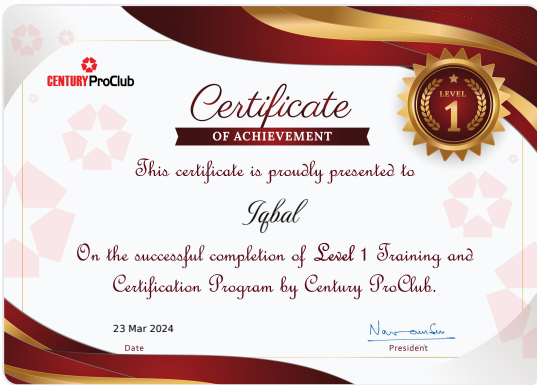 CENTURY ProClub
Certificate
OF ACHIEVEMENT
LEVEL
1
This certificate is proudly presented to
Iqbal
On the successful completion of Level 1 Training and
Certification Program by Century ProClub.
23 Mar 2024
Date
President